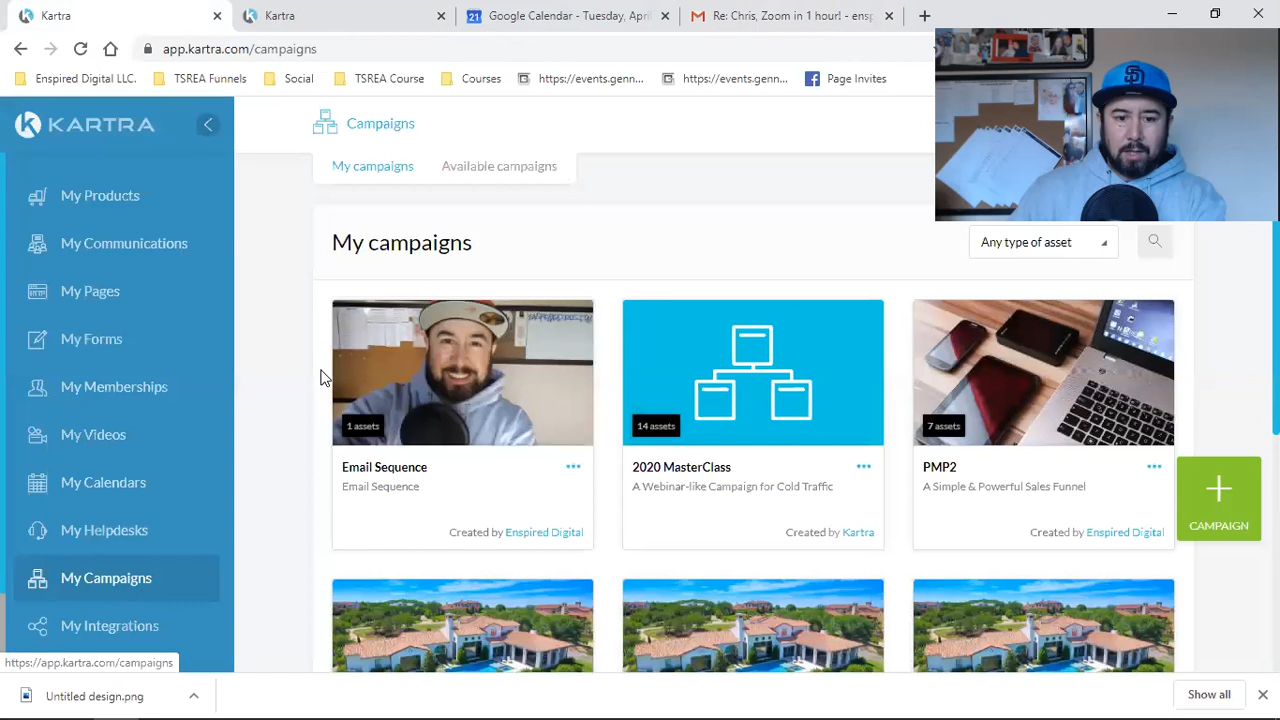 Kartra
Kartra
Google Calendar - Tuesday, April
Re: Chris, Zoom in 1 hour! - ensp
app.kartra.com/campaigns
Enspired Digital LLC.
TSREA Funnels
Social
TSREA Course
Courses
https://events.genn...
https://events.genn...
Page Invites
KARTRA
Campaigns
My campaigns
Available campaigns
My Products
My Communications
My Pages
My Forms
My Memberships
My Videos
My Calendars
My Helpdesks
My Campaigns
My Integrations
My campaigns
Any type of asset
1 assets
Email Sequence
Email Sequence
Created by Enspired Digital
14 assets
2020 MasterClass
A Webinar-like Campaign for Cold Traffic
Created by Kartra
7 assets
PMP2
A Simple & Powerful Sales Funnel
Created by Enspired Digital
CAMPAIGN
https://app.kartra.com/campaigns
Untitled design.png
Show all